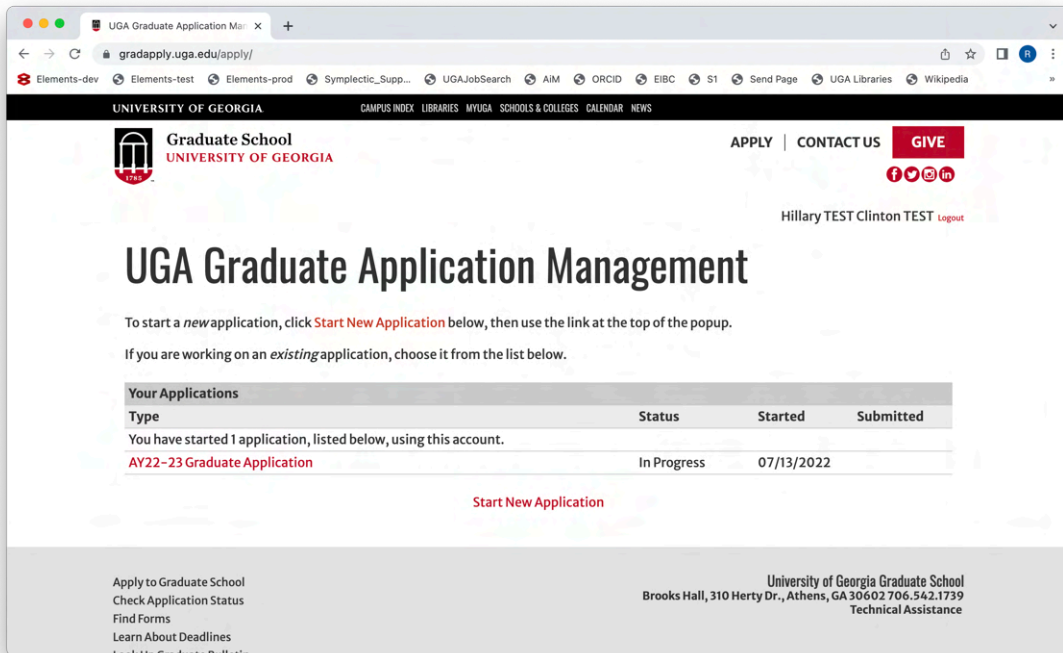 UGA Graduate Application Man
gradapply.uga.edu/apply/
R
Elements-dev Elements-test Elements-prod Symplectic_Supp... UGAJobSearch AiM ORCID EIBC S1 Send Page UGA Libraries Wikipedia »
UNIVERSITY OF GEORGIA CAMPUS INDEX LIBRARIES MYUGA SCHOOLS & COLLEGES CALENDAR NEWS
1785
Graduate School
UNIVERSITY OF GEORGIA
APPLY | CONTACT US GIVE
Hillary TEST Clinton TEST Logout
UGA Graduate Application Management
To start a new application, click Start New Application below, then use the link at the top of the popup.
If you are working on an existing application, choose it from the list below.
Your Applications
Type Status Started Submitted
You have started 1 application, listed below, using this account.
AY22-23 Graduate Application In Progress 07/13/2022
Start New Application
Apply to Graduate School
Check Application Status
Find Forms
Learn About Deadlines
Look Up Graduate Bulletin
University of Georgia Graduate School
Brooks Hall, 310 Herty Dr., Athens, GA 30602 706.542.1739
Technical Assistance